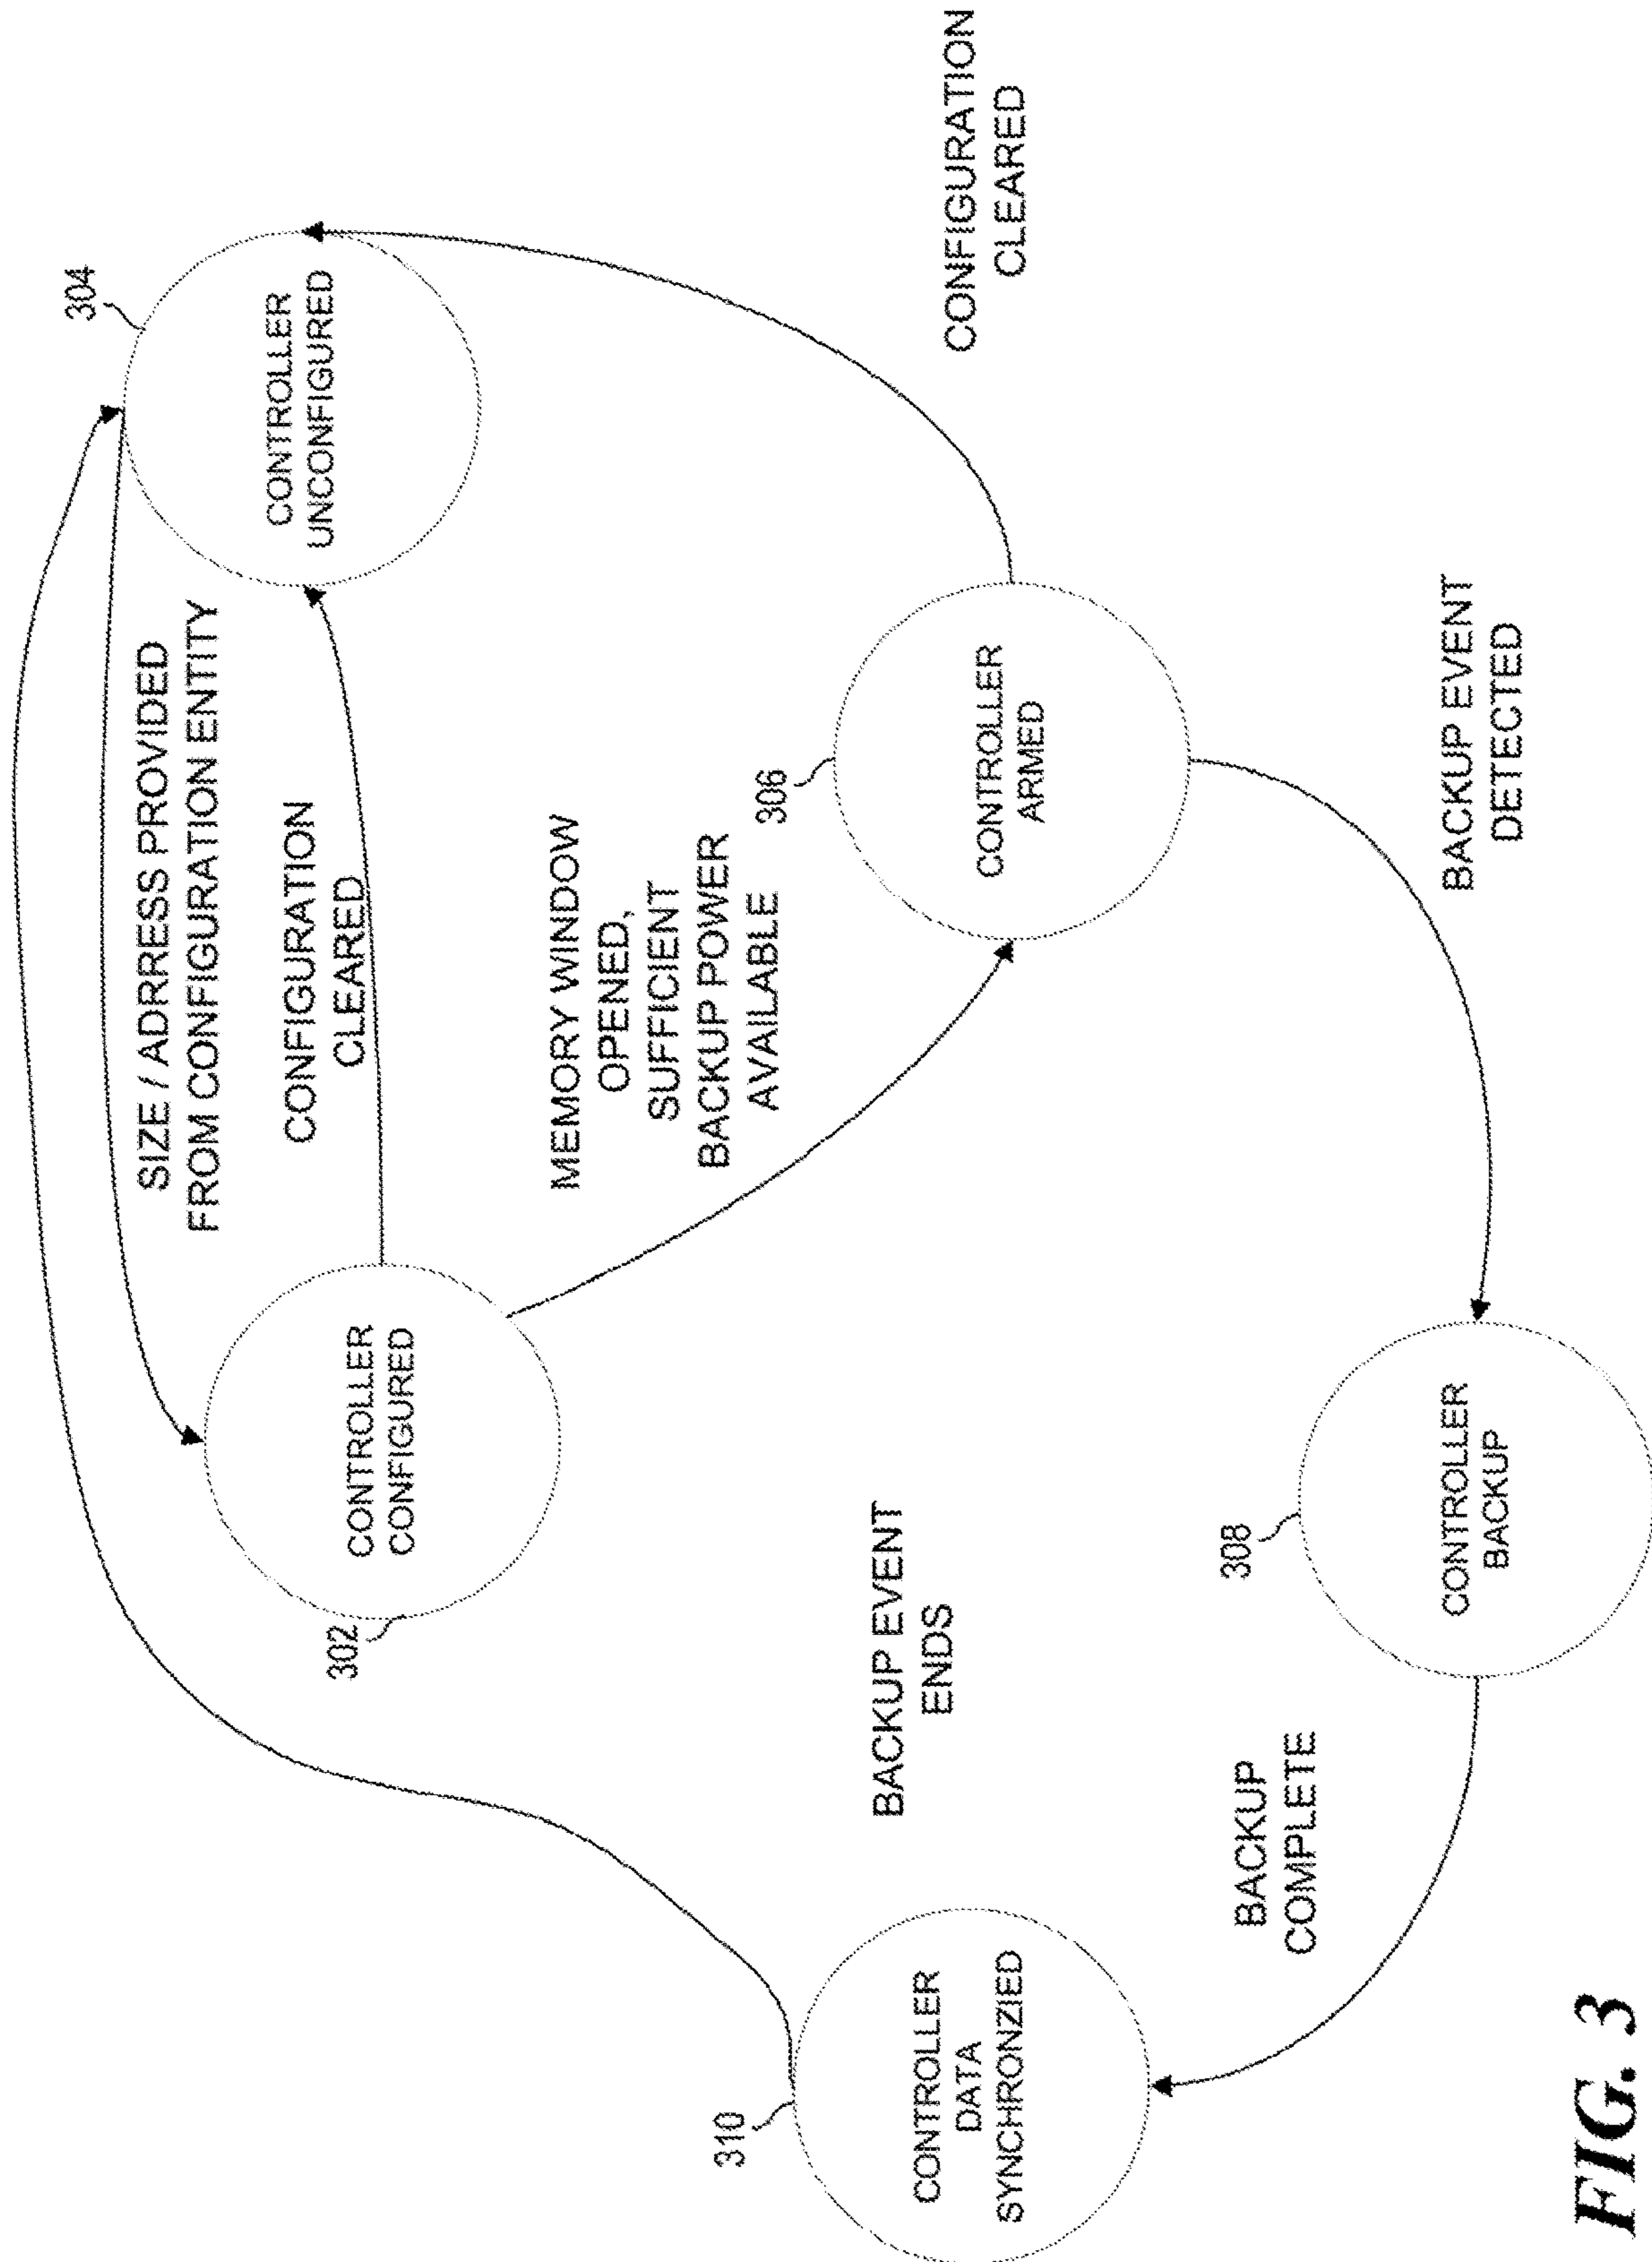 SIZE / ADRRESS PROVIDED
FROM CONFIGURATION ENTITY
304
CONTROLLER
UNCONFIGURED
CONFIGURATION
CLEARED
302
CONTROLLER
CONFIGURED
MEMORY WINDOW
OPENED,
SUFFICIENT
BACKUP POWER
AVAILABLE
306
CONTROLLER
ARMED
CONFIGURATION
CLEARED
BACKUP EVENT
ENDS
310
CONTROLLER
DATA
SYNCHRONZIED
BACKUP
COMPLETE
308
CONTROLLER
BACKUP
BACKUP EVENT
DETECTED
FIG. 3